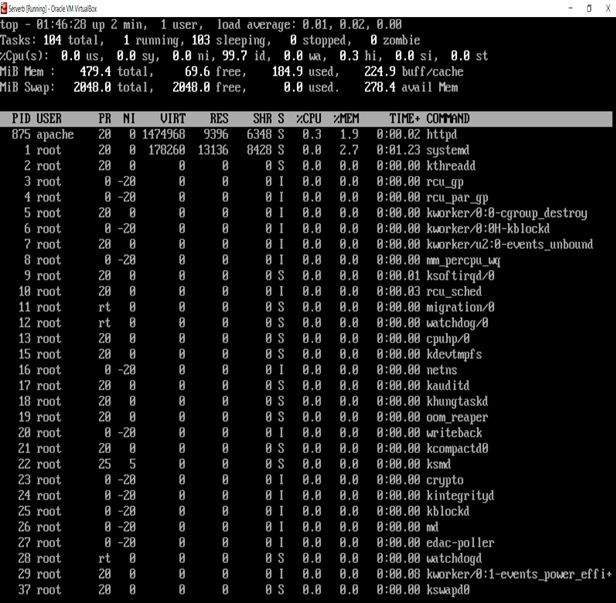 Serverb [Running] - Oracle VM VirtualBox
top - 01:46:28 up 2 min, 1 user, load average: 0.01, 0.02, 0.00
Tasks: 104 total, 1 running, 103 sleeping, 0 stopped, 0 zombie
%Cpu(s): 0.0 us, 0.0 sy, 0.0 ni, 99.7 id, 0.0 wa, 0.3 hi, 0.0 si, 0.0 st
MiB Mem : 479.4 total, 69.6 free, 184.9 used, 224.9 buff/cache
MiB Swap: 2048.0 total, 2048.0 free, 0.0 used. 278.4 avail Mem
PID USER PR NI VIRT RES SHR S %CPU %MEM TIME+ COMMAND
875 apache 20 0 1474968 9396 6348 S 0.3 1.9 0:00.02 httpd
1 root 20 0 178260 13136 8428 S 0.0 2.7 0:01.23 systemd
2 root 20 0 0 0 0 S 0.0 0.0 0:00.00 kthreadd
3 root 0 -20 0 0 0 I 0.0 0.0 0:00.00 rcu_gp
4 root 0 -20 0 0 0 I 0.0 0.0 0:00.00 rcu_par_gp
5 root 20 0 0 0 0 I 0.0 0.0 0:00.00 kworker/0:0-cgroup_destroy
6 root 0 -20 0 0 0 I 0.0 0.0 0:00.00 kworker/0:0H-kblockd
7 root 20 0 0 0 0 I 0.0 0.0 0:00.00 kworker/u2:0-events_unbound
8 root 0 -20 0 0 0 I 0.0 0.0 0:00.00 mm_percpu_wq
9 root 20 0 0 0 0 S 0.0 0.0 0:00.01 ksoftirqd/0
10 root 20 0 0 0 0 I 0.0 0.0 0:00.03 rcu_sched
11 root rt 0 0 0 0 S 0.0 0.0 0:00.00 migration/0
12 root rt 0 0 0 0 S 0.0 0.0 0:00.00 watchdog/0
13 root 20 0 0 0 0 S 0.0 0.0 0:00.00 cpuhp/0
15 root 20 0 0 0 0 S 0.0 0.0 0:00.00 kdevtmpfs
16 root 0 -20 0 0 0 I 0.0 0.0 0:00.00 netns
17 root 20 0 0 0 0 S 0.0 0.0 0:00.00 kauditd
18 root 20 0 0 0 0 S 0.0 0.0 0:00.00 khungtaskd
19 root 20 0 0 0 0 S 0.0 0.0 0:00.00 oom_reaper
20 root 0 -20 0 0 0 I 0.0 0.0 0:00.00 writeback
21 root 20 0 0 0 0 S 0.0 0.0 0:00.00 kcompactd0
22 root 25 5 0 0 0 S 0.0 0.0 0:00.00 ksmd
23 root 0 -20 0 0 0 I 0.0 0.0 0:00.00 crypto
24 root 0 -20 0 0 0 I 0.0 0.0 0:00.00 kintegrityd
25 root 0 -20 0 0 0 I 0.0 0.0 0:00.00 kblockd
26 root 0 -20 0 0 0 I 0.0 0.0 0:00.00 md
27 root 0 -20 0 0 0 I 0.0 0.0 0:00.00 edac-poller
28 root rt 0 0 0 0 S 0.0 0.0 0:00.00 watchdogd
29 root 20 0 0 0 0 I 0.0 0.0 0:00.08 kworker/0:1-events_power_effi+
37 root 20 0 0 0 0 S 0.0 0.0 0:00.00 kswapd0